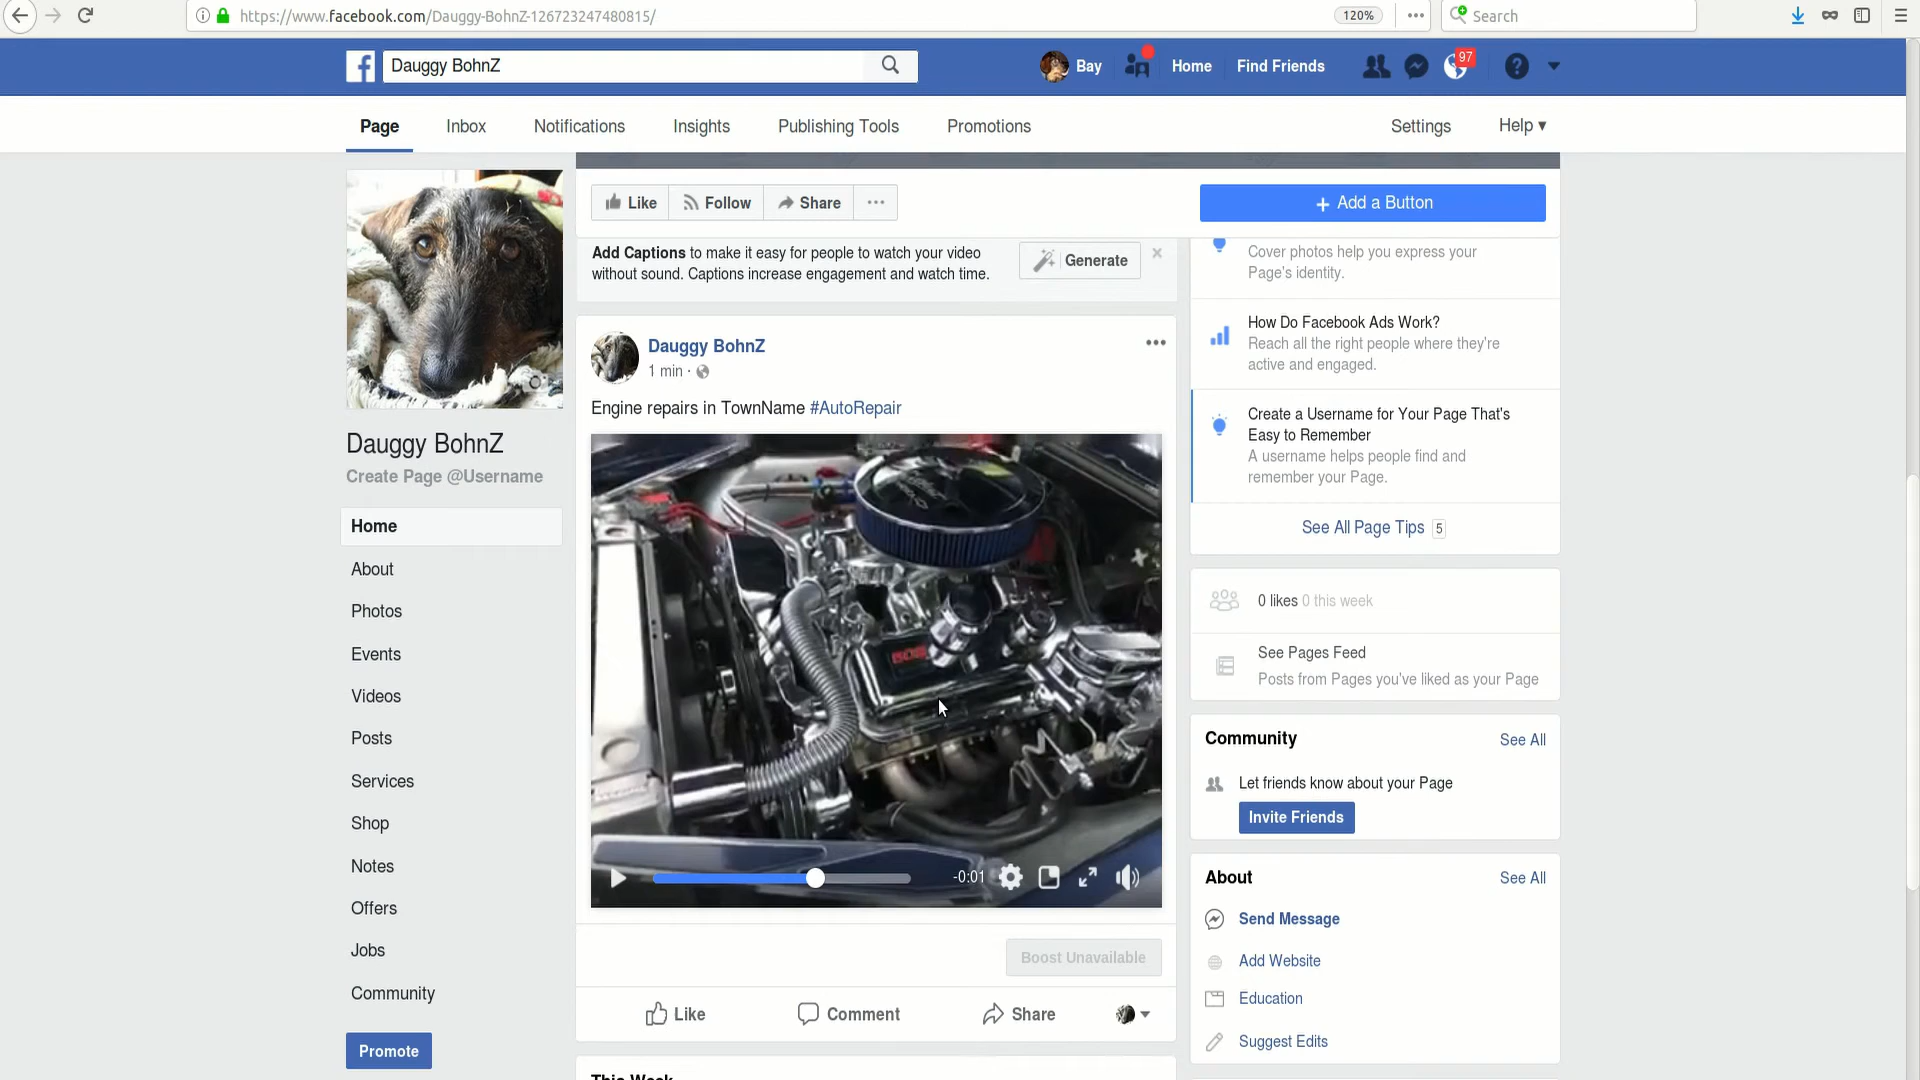 https://www.facebook.com/Dauggy-BohnZ-126723247480815/
120%
Search
Dauggy BohnZ
Bay
Home
Find Friends
97
Page
Inbox
Notifications
Insights
Publishing Tools
Promotions
Settings
Help
Like
Follow
Share
+ Add a Button
Dauggy BohnZ
Create Page @Username
Home
About
Photos
Events
Videos
Posts
Services
Shop
Notes
Offers
Jobs
Community
Promote
Add Captions to make it easy for people to watch your video
without sound. Captions increase engagement and watch time.
Generate
Dauggy BohnZ
1 min ·
Engine repairs in TownName #AutoRepair
-0:01
Boost Unavailable
Like
Comment
Share
This Week
Cover photos help you express your
Page's identity.
How Do Facebook Ads Work?
Reach all the right people where they're
active and engaged.
Create a Username for Your Page That's
Easy to Remember
A username helps people find and
remember your Page.
See All Page Tips 5
0 likes 0 this week
See Pages Feed
Posts from Pages you've liked as your Page
Community
See All
Let friends know about your Page
Invite Friends
About
See All
Send Message
Add Website
Education
Suggest Edits